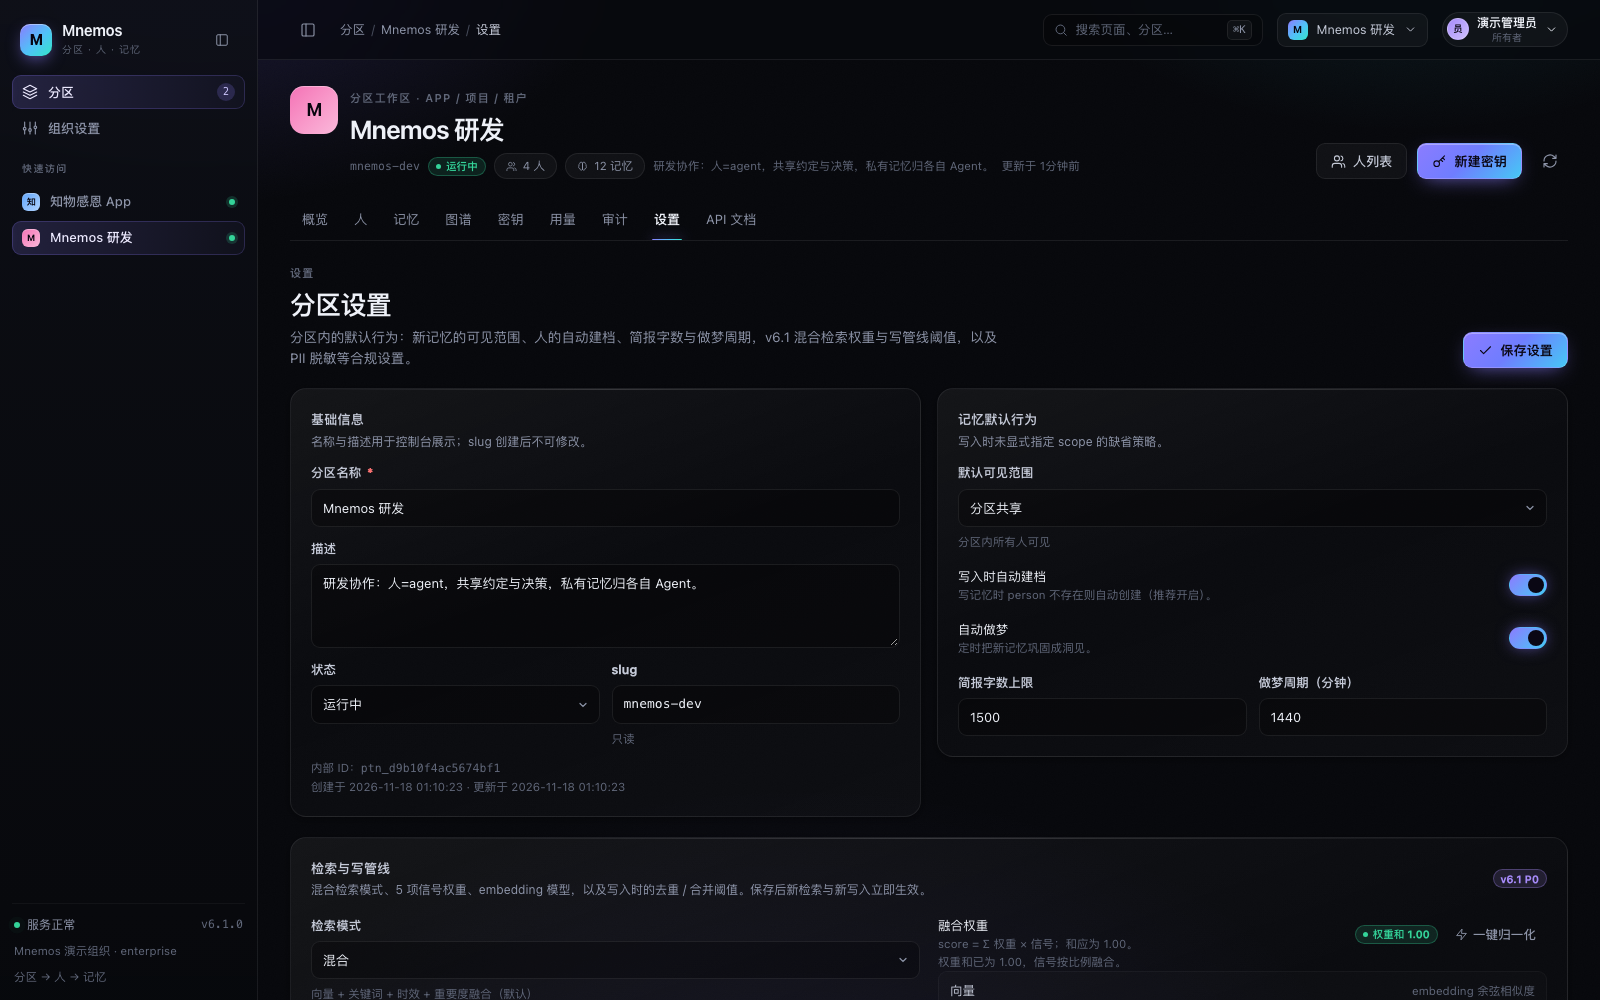 M
Mnemos
分区 · 人 · 记忆
分区
2
组织设置
快速访问
知
知物感恩 App
M
Mnemos 研发
服务正常
v6.1.0
Mnemos 演示组织 · enterprise
分区 → 人 → 记忆
分区 / Mnemos 研发 / 设置
搜索页面、分区...
⌘K
M
Mnemos 研发
员
演示管理员
所有者
M
分区工作区 · APP / 项目 / 租户
Mnemos 研发
mnemos-dev
运行中
4 人
12 记忆
研发协作：人=agent，共享约定与决策，私有记忆归各自 Agent。
更新于 1分钟前
人列表
新建密钥
概览
人
记忆
图谱
密钥
用量
审计
设置
API 文档
设置
分区设置
分区内的默认行为：新记忆的可见范围、人的自动建档、简报字数与做梦周期，v6.1 混合检索权重与写管线阈值，以及
PII 脱敏等合规设置。
保存设置
基础信息
名称与描述用于控制台展示；slug 创建后不可修改。
分区名称 *
Mnemos 研发
描述
研发协作：人=agent，共享约定与决策，私有记忆归各自 Agent。
状态
slug
运行中
mnemos-dev
只读
内部 ID：ptn_d9b10f4ac5674bf1
创建于 2026-11-18 01:10:23 · 更新于 2026-11-18 01:10:23
记忆默认行为
写入时未显式指定 scope 的缺省策略。
默认可见范围
分区共享
分区内所有人可见
写入时自动建档
写记忆时 person 不存在则自动创建（推荐开启）。
自动做梦
定时把新记忆巩固成洞见。
简报字数上限
做梦周期（分钟）
1500
1440
检索与写管线
混合检索模式、5 项信号权重、embedding 模型，以及写入时的去重 / 合并阈值。保存后新检索与新写入立即生效。
v6.1 P0
检索模式
混合
向量 + 关键词 + 时效 + 重要度融合（默认）
融合权重
score = Σ 权重 × 信号；和应为 1.00。
权重和已为 1.00，信号按比例融合。
权重和 1.00
一键归一化
向量
embedding 余弦相似度